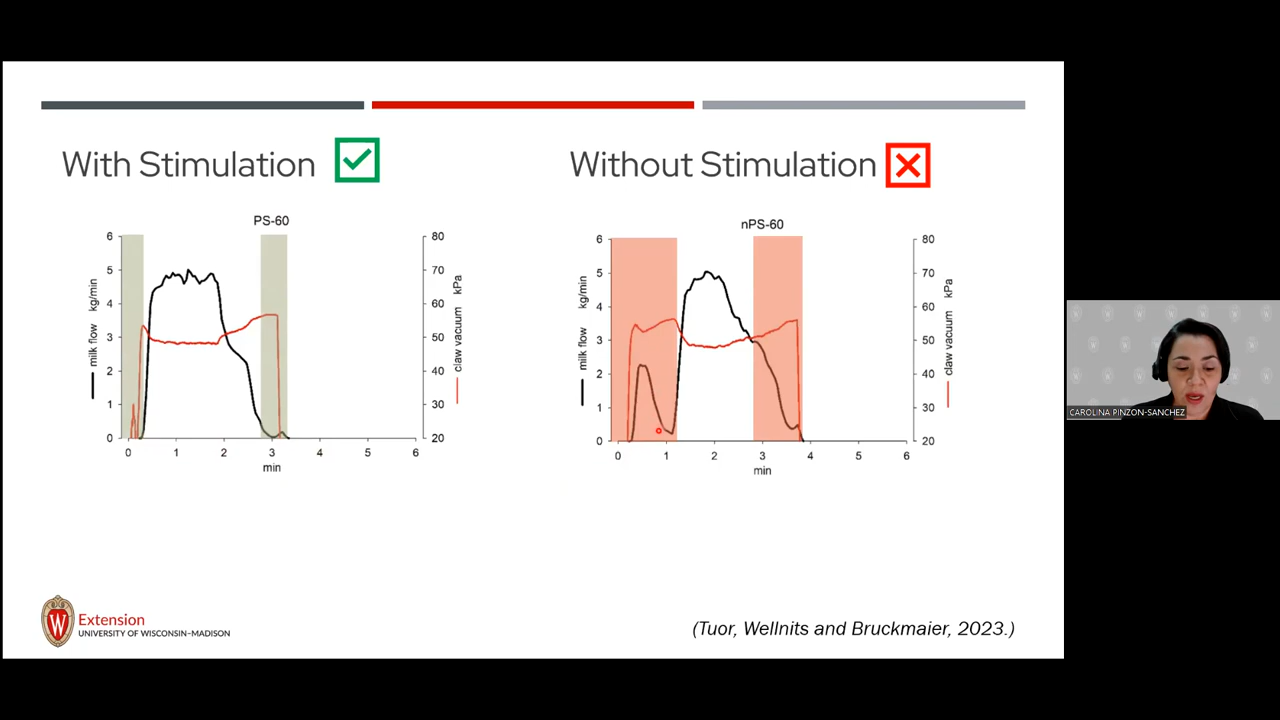 With Stimulation
Without Stimulation
PS-60
6
5
4
3
2
1
0
milk flow kg/min
80
70
60
50
40
30
20
claw vacuum kPa
0 1 2 3 4 5 6
min
nPS-60
6
5
4
3
2
1
0
milk flow kg/min
80
70
60
50
40
30
20
claw vacuum kPa
0 1 2 3 4 5 6
min
W
Extension
UNIVERSITY OF WISCONSIN–MADISON
(Tuor, Wellnits and Bruckmaier, 2023.)
CAROLINA PINZON-SANCHEZ